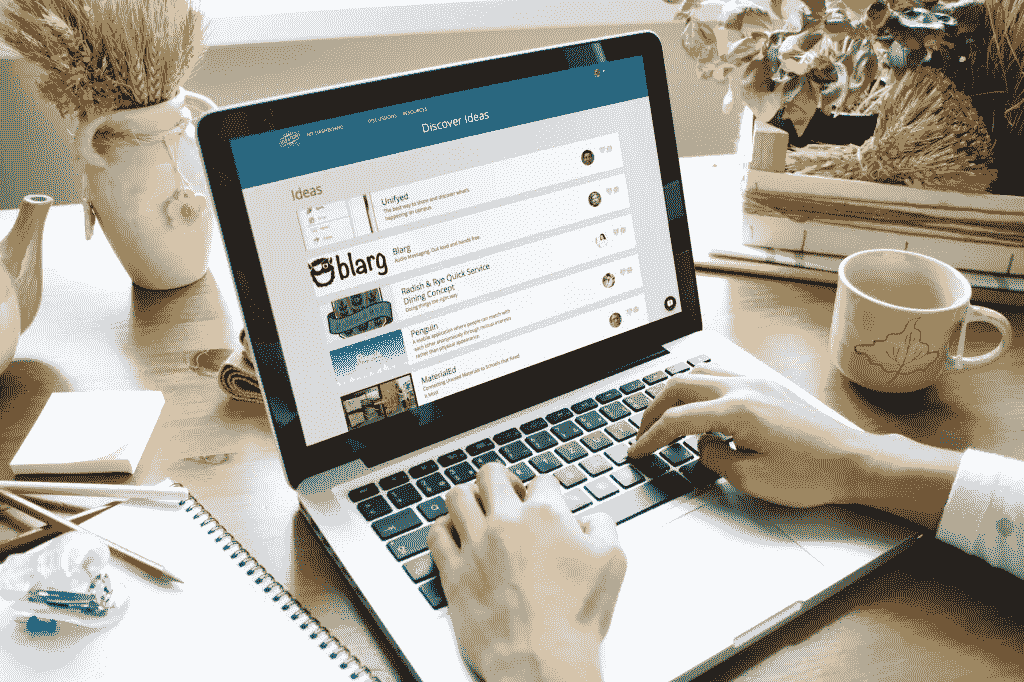 MY DASHBOARD
RESOURCES
Discover Ideas
Ideas
Unifyed
The best way to share and discover what's
happening on campus.
blarg
Blarg
Audio Messaging. Out loud and hands free.
Radish & Rye Quick Service
Dining Concept
Doing things the right way
Penguin
A mobile application where people can match with
each other anonymously through mutual interests
rather than physical appearance.
MaterialEd
Connecting Unused Materials to Schools that Need
it Most